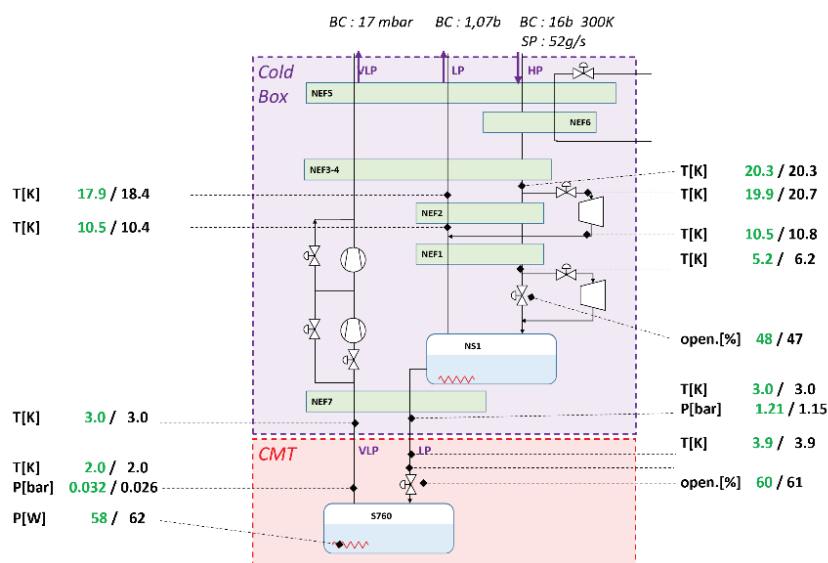 BC : 17 mbar BC : 1,07b BC : 16b 300K
SP : 52g/s
Cold Box
VLP LP HP
NEF5
NEF6
NEF3-4
T[K] 20.3 / 20.3
T[K] 17.9 / 18.4
T[K] 19.9 / 20.7
NEF2
T[K] 10.5 / 10.4
T[K] 10.5 / 10.8
NEF1
T[K] 5.2 / 6.2
open.[%] 48 / 47
NS1
T[K] 3.0 / 3.0
NEF7
P[bar] 1.21 / 1.15
T[K] 3.0 / 3.0
T[K] 3.9 / 3.9
CMT
VLP LP
T[K] 2.0 / 2.0
P[bar] 0.032 / 0.026
open.[%] 60 / 61
P[W] 58 / 62
S760